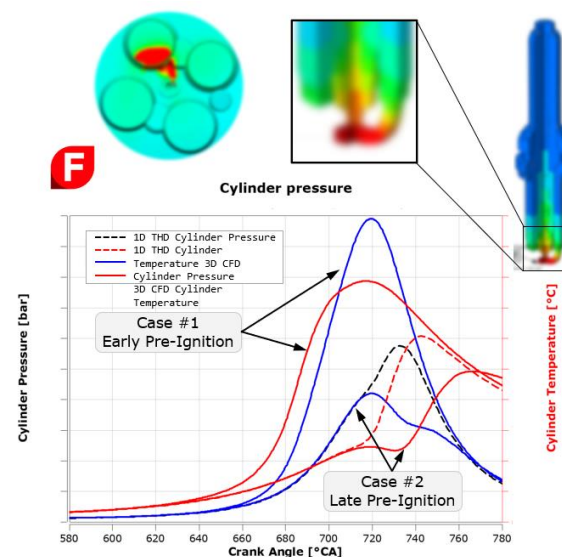 F
Cylinder pressure
1D THD Cylinder Pressure
1D THD Cylinder
Temperature 3D CFD
Cylinder Pressure
3D CFD Cylinder
Temperature
Case #1
Early Pre-Ignition
Case #2
Late Pre-Ignition
Cylinder Pressure [bar]
Cylinder Temperature [°C]
580 600 620 640 660 680 700 720 740 760 780
Crank Angle [°CA]